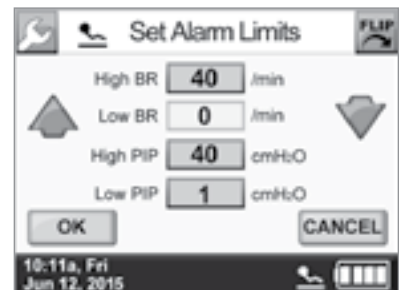 Set Alarm Limits FLIP
High BR 40 /min
Low BR 0 /min
High PIP 40 cmH₂O
Low PIP 1 cmH₂O
OK CANCEL
10:11a, Fri
Jun 12, 2015